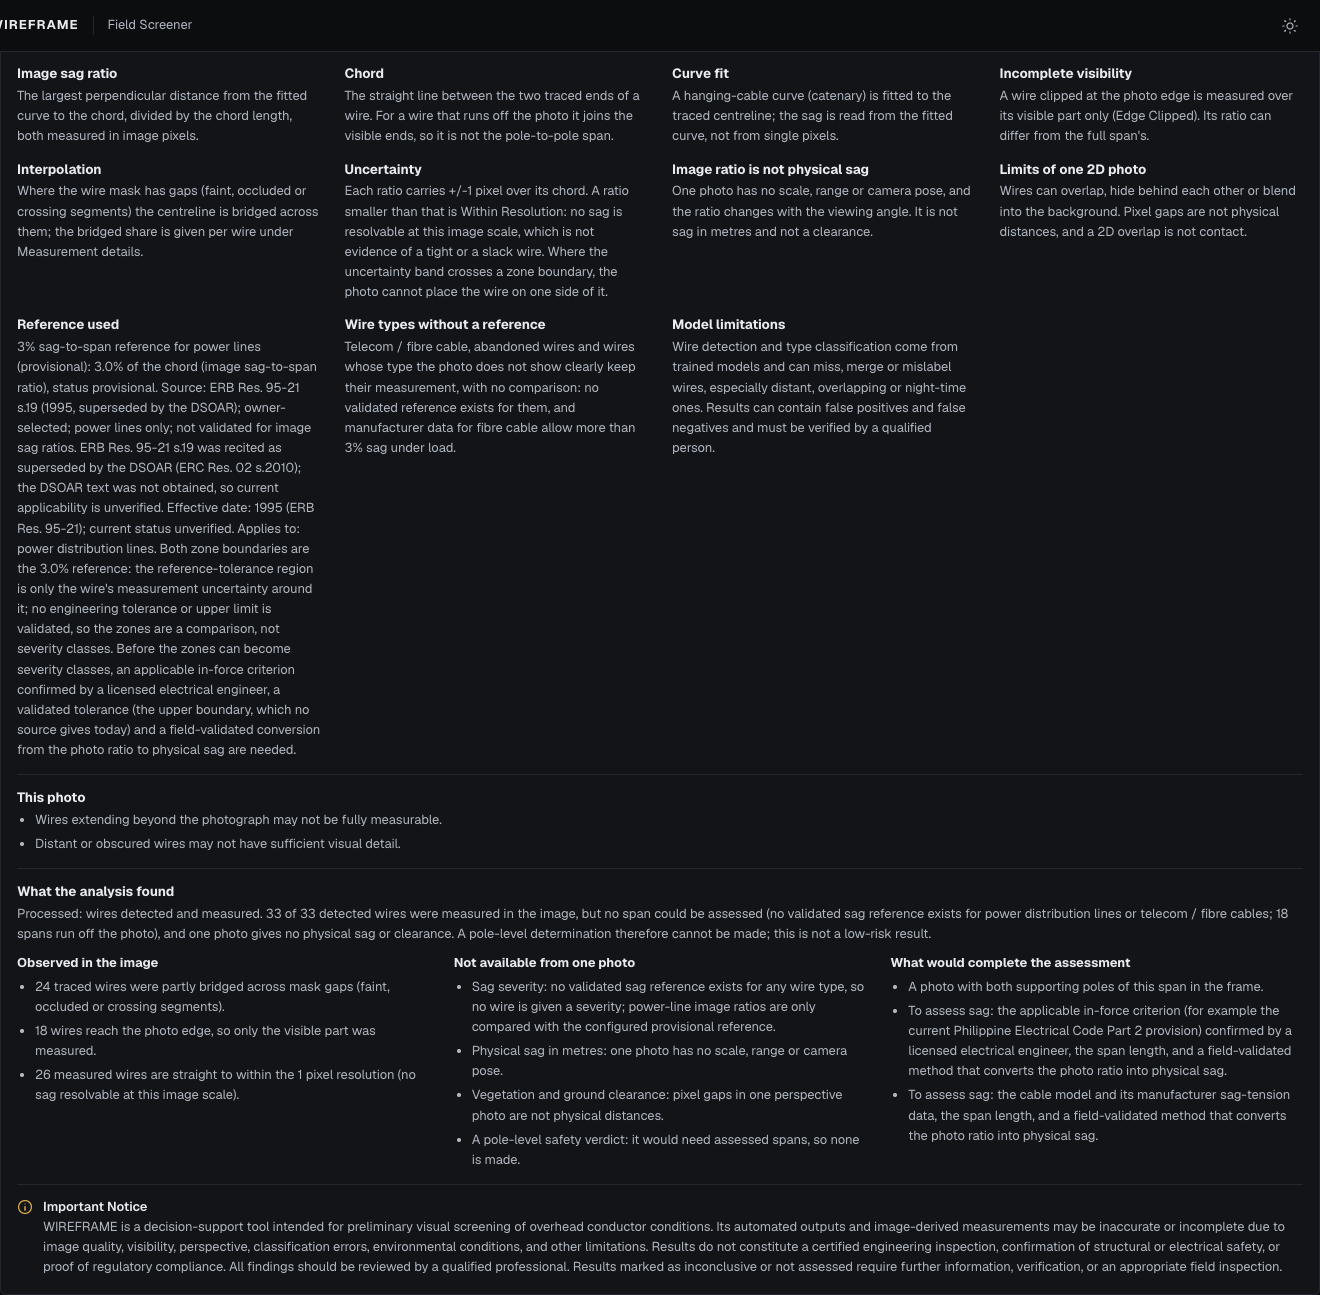 WIREFRAME
Field Screener
Image sag ratio
The largest perpendicular distance from the fitted
curve to the chord, divided by the chord length,
both measured in image pixels.
Chord
The straight line between the two traced ends of a
wire. For a wire that runs off the photo it joins the
visible ends, so it is not the pole-to-pole span.
Curve fit
A hanging-cable curve (catenary) is fitted to the
traced centreline; the sag is read from the fitted
curve, not from single pixels.
Incomplete visibility
A wire clipped at the photo edge is measured over
its visible part only (Edge Clipped). Its ratio can
differ from the full span's.
Interpolation
Where the wire mask has gaps (faint, occluded or
crossing segments) the centreline is bridged across
them; the bridged share is given per wire under
Measurement details.
Uncertainty
Each ratio carries +/-1 pixel over its chord. A ratio
smaller than that is Within Resolution: no sag is
resolvable at this image scale, which is not
evidence of a tight or a slack wire. Where the
uncertainty band crosses a zone boundary, the
photo cannot place the wire on one side of it.
Image ratio is not physical sag
One photo has no scale, range or camera pose, and
the ratio changes with the viewing angle. It is not
sag in metres and not a clearance.
Limits of one 2D photo
Wires can overlap, hide behind each other or blend
into the background. Pixel gaps are not physical
distances, and a 2D overlap is not contact.
Reference used
3% sag-to-span reference for power lines
(provisional): 3.0% of the chord (image sag-to-span
ratio), status provisional. Source: ERB Res. 95-21
s.19 (1995, superseded by the DSOAR); owner-
selected; power lines only; not validated for image
sag ratios. ERB Res. 95-21 s.19 was recited as
superseded by the DSOAR (ERC Res. 02 s.2010);
the DSOAR text was not obtained, so current
applicability is unverified. Effective date: 1995 (ERB
Res. 95-21); current status unverified. Applies to:
power distribution lines. Both zone boundaries are
the 3.0% reference: the reference-tolerance region
is only the wire's measurement uncertainty around
it; no engineering tolerance or upper limit is
validated, so the zones are a comparison, not
severity classes. Before the zones can become
severity classes, an applicable in-force criterion
confirmed by a licensed electrical engineer, a
validated tolerance (the upper boundary, which no
source gives today) and a field-validated conversion
from the photo ratio to physical sag are needed.
Wire types without a reference
Telecom / fibre cable, abandoned wires and wires
whose type the photo does not show clearly keep
their measurement, with no comparison: no
validated reference exists for them, and
manufacturer data for fibre cable allow more than
3% sag under load.
Model limitations
Wire detection and type classification come from
trained models and can miss, merge or mislabel
wires, especially distant, overlapping or night-time
ones. Results can contain false positives and false
negatives and must be verified by a qualified
person.
This photo
• Wires extending beyond the photograph may not be fully measurable.
• Distant or obscured wires may not have sufficient visual detail.
What the analysis found
Processed: wires detected and measured. 33 of 33 detected wires were measured in the image, but no span could be assessed (no validated sag reference exists for power distribution lines or telecom / fibre cables; 18
spans run off the photo), and one photo gives no physical sag or clearance. A pole-level determination therefore cannot be made; this is not a low-risk result.
Observed in the image
• 24 traced wires were partly bridged across mask gaps (faint,
occluded or crossing segments).
• 18 wires reach the photo edge, so only the visible part was
measured.
• 26 measured wires are straight to within the 1 pixel resolution (no
sag resolvable at this image scale).
Not available from one photo
• Sag severity: no validated sag reference exists for any wire type, so
no wire is given a severity; power-line image ratios are only
compared with the configured provisional reference.
• Physical sag in metres: one photo has no scale, range or camera
pose.
• Vegetation and ground clearance: pixel gaps in one perspective
photo are not physical distances.
• A pole-level safety verdict: it would need assessed spans, so none
is made.
What would complete the assessment
• A photo with both supporting poles of this span in the frame.
• To assess sag: the applicable in-force criterion (for example the
current Philippine Electrical Code Part 2 provision) confirmed by a
licensed electrical engineer, the span length, and a field-validated
method that converts the photo ratio into physical sag.
• To assess sag: the cable model and its manufacturer sag-tension
data, the span length, and a field-validated method that converts
the photo ratio into physical sag.
Important Notice
WIREFRAME is a decision-support tool intended for preliminary visual screening of overhead conductor conditions. Its automated outputs and image-derived measurements may be inaccurate or incomplete due to
image quality, visibility, perspective, classification errors, environmental conditions, and other limitations. Results do not constitute a certified engineering inspection, confirmation of structural or electrical safety, or
proof of regulatory compliance. All findings should be reviewed by a qualified professional. Results marked as inconclusive or not assessed require further information, verification, or an appropriate field inspection.